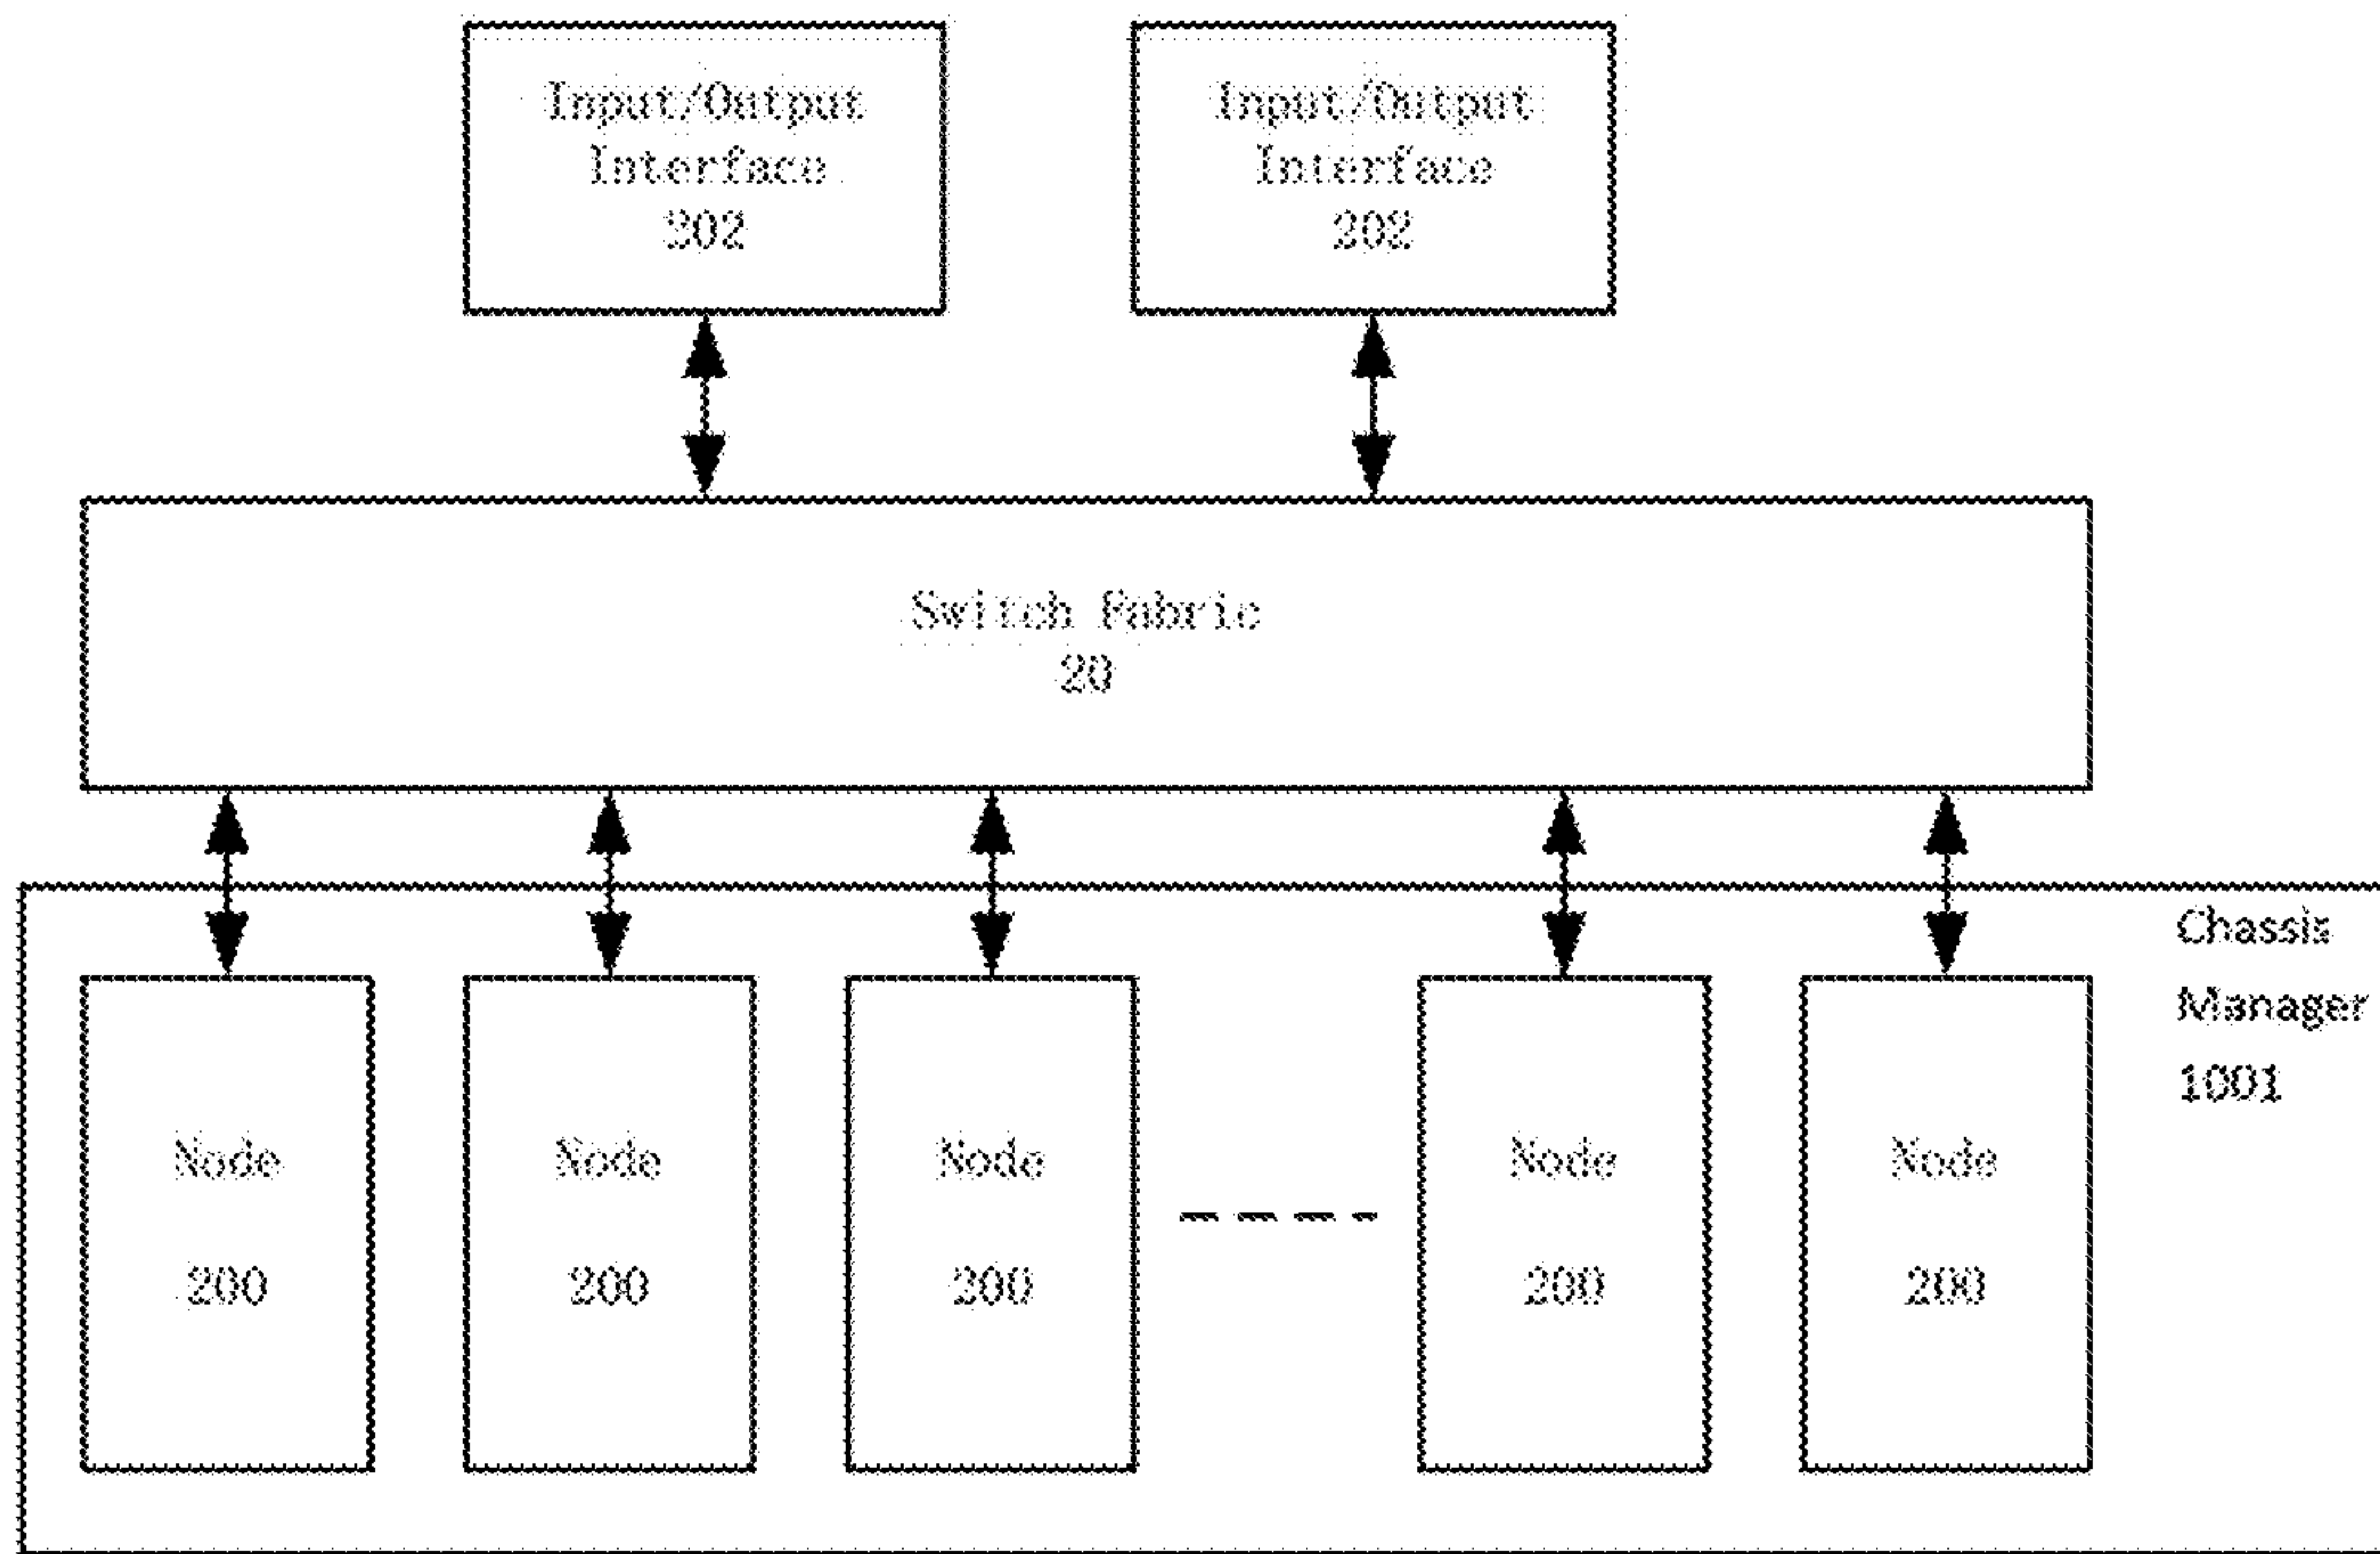 Input/Output
Interface
202
Input/Output
Interface
202
Switch Fabric
20
Chassis
Manager
1001
Node
200
Node
200
Node
200
Node
200
Node
200